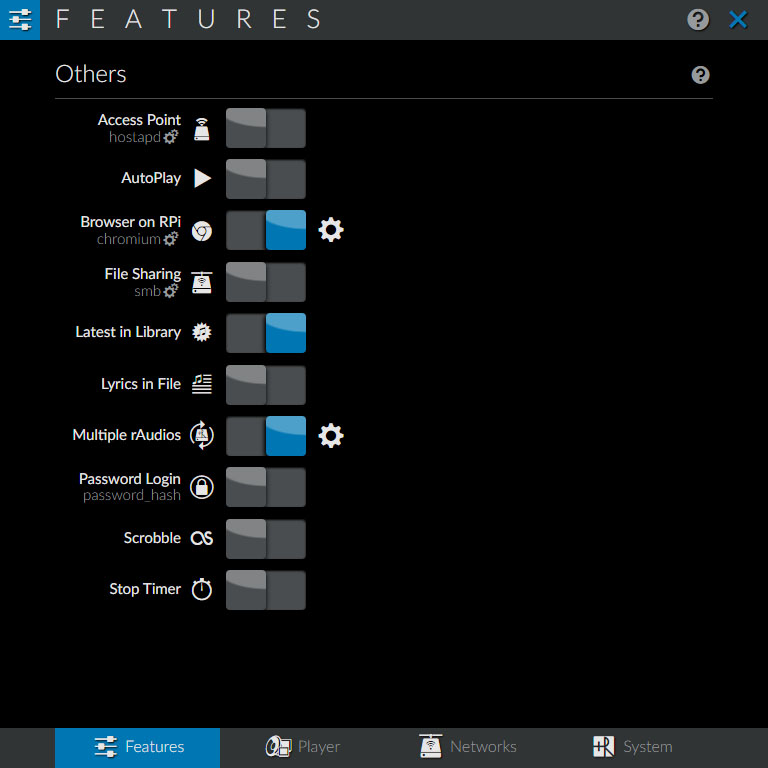 FEATURES
Others
Access Point
hostapd
AutoPlay
Browser on RPi
chromium
File Sharing
smb
Latest in Library
Lyrics in File
Multiple rAudios
Password Login
password_hash
Scrobble
Stop Timer
Features Player Networks System